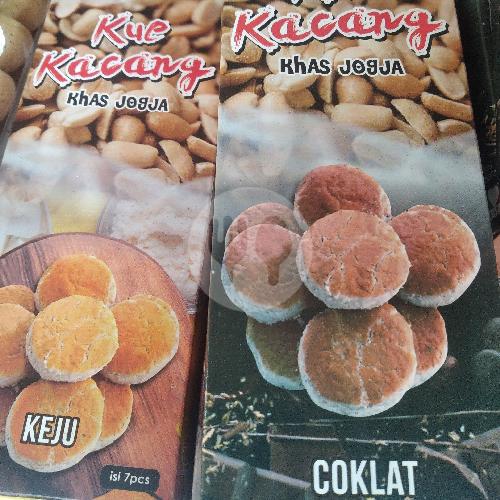 Kue
Kacang
Khas Jogja
KEJU
isi 7pcs
Kacang
Khas Jogja
COKLAT